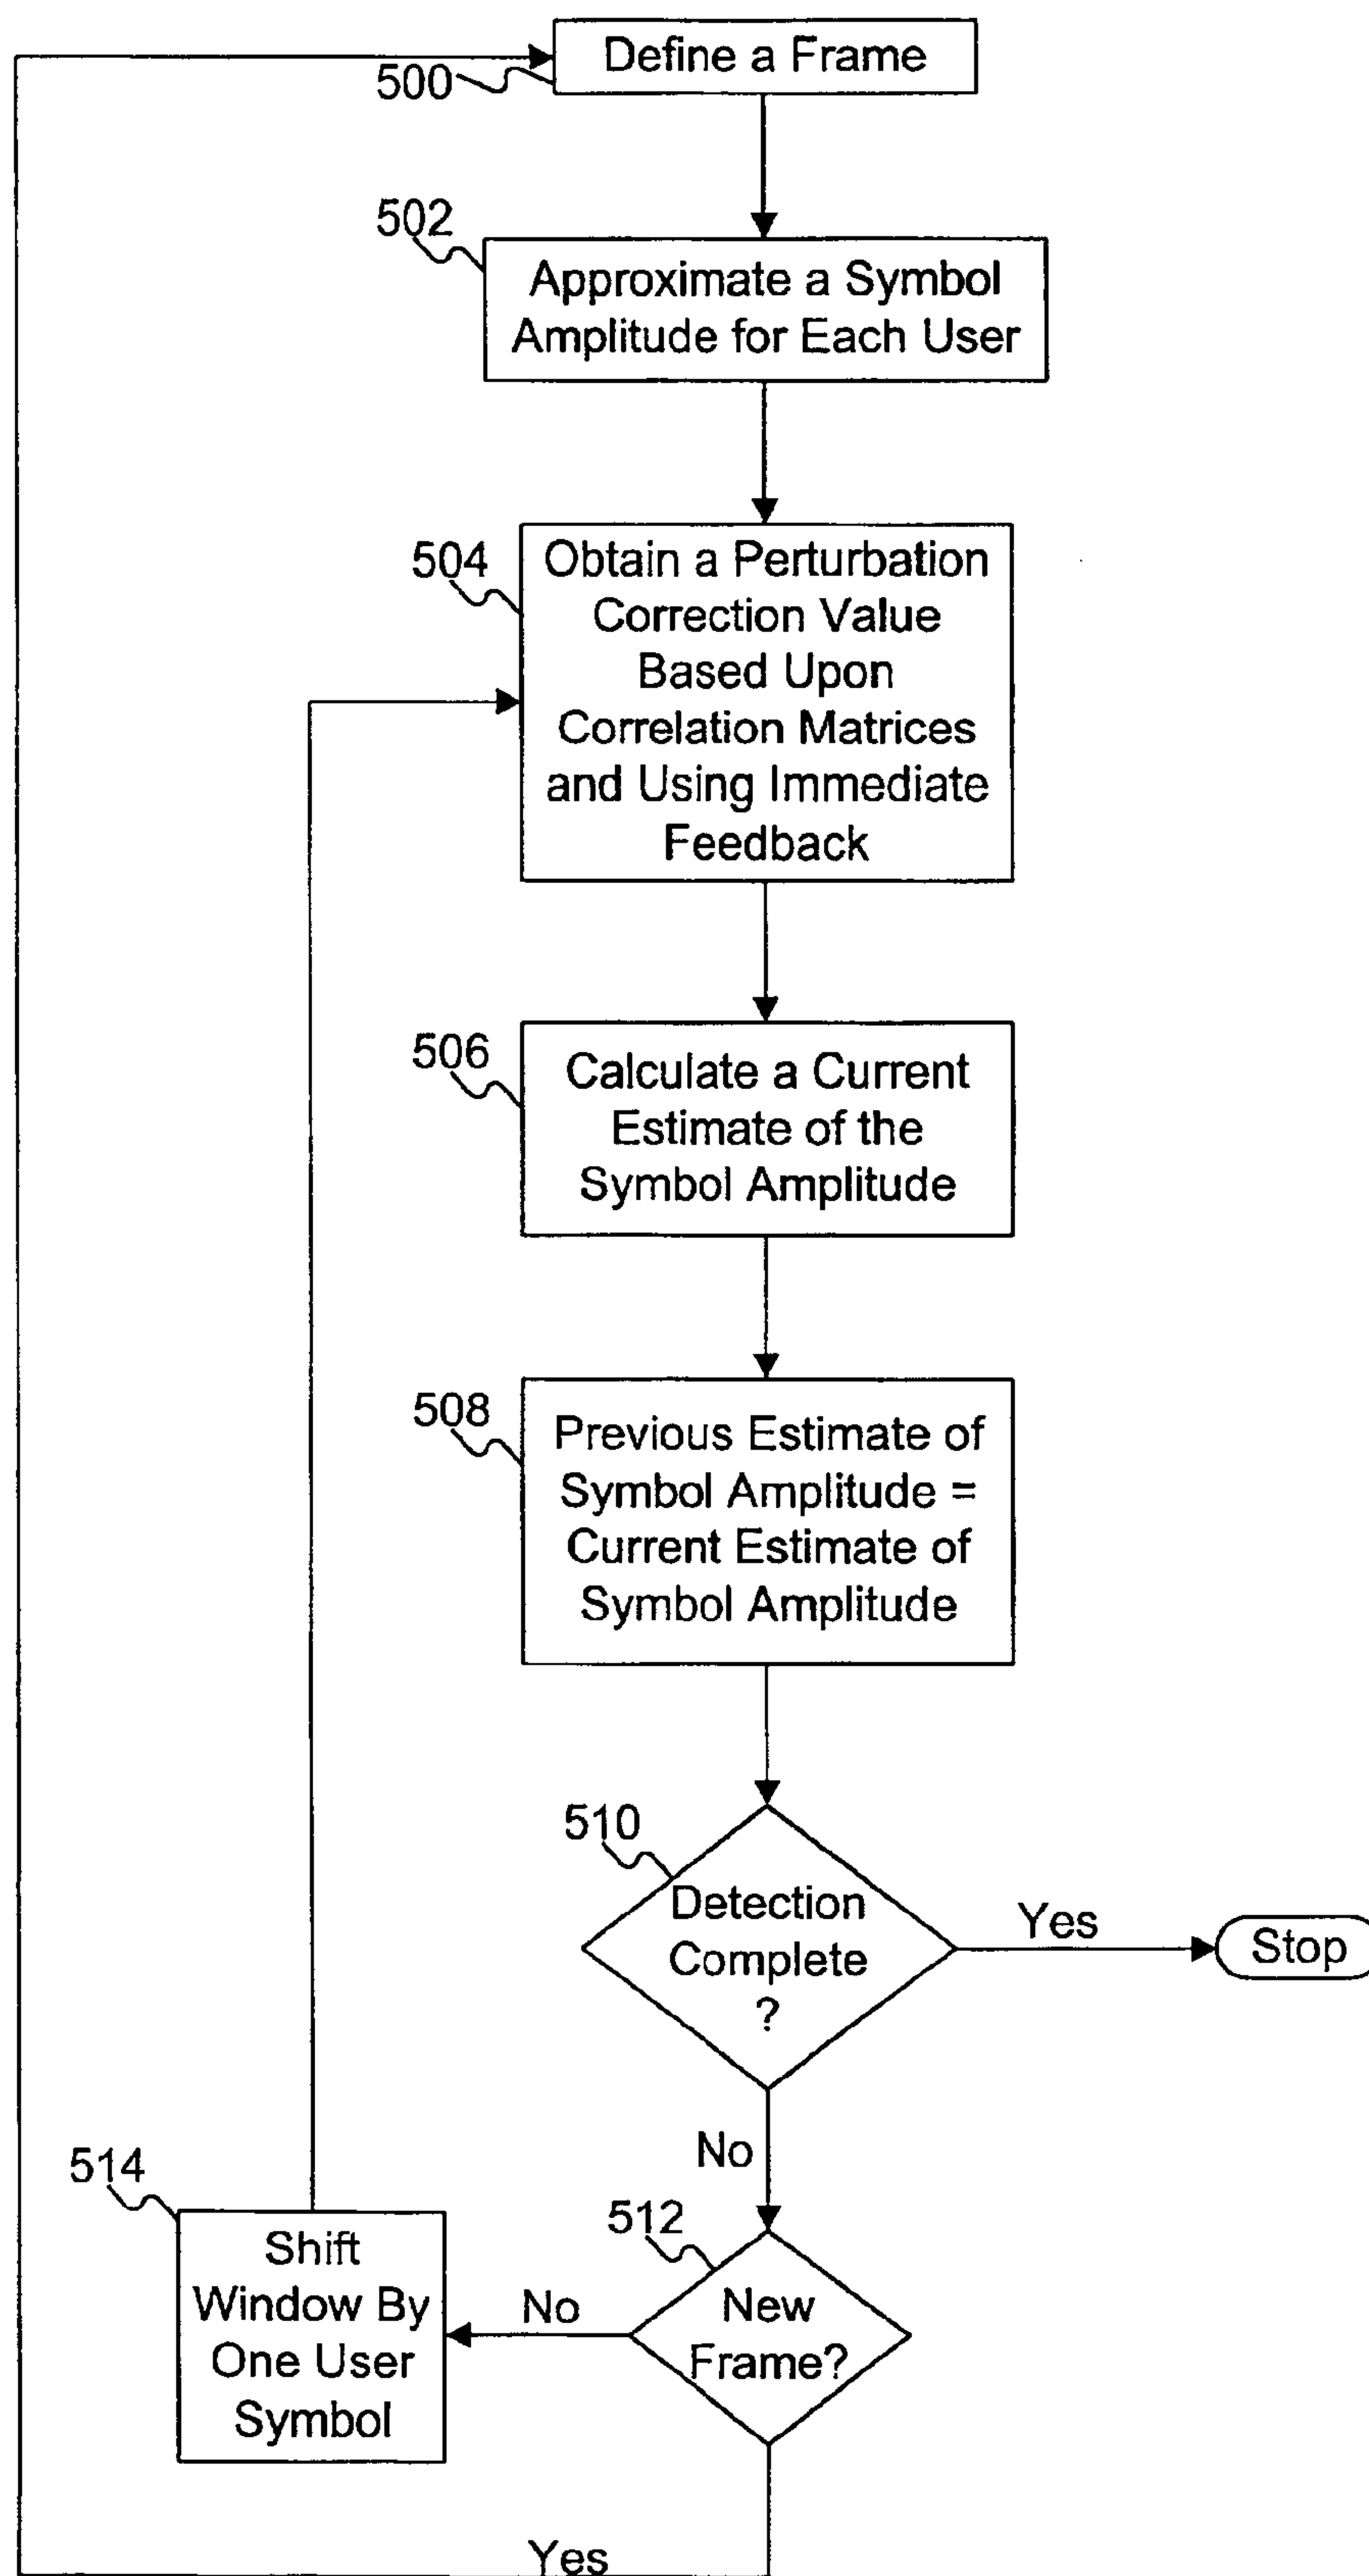 Define a Frame
500
502
Approximate a Symbol
Amplitude for Each User
504
Obtain a Perturbation
Correction Value
Based Upon
Correlation Matrices
and Using Immediate
Feedback
506
Calculate a Current
Estimate of the
Symbol Amplitude
508
Previous Estimate of
Symbol Amplitude =
Current Estimate of
Symbol Amplitude
510
Detection
Complete
?
Yes
Stop
No
514
Shift
Window By
One User
Symbol
512
No
New
Frame?
Yes